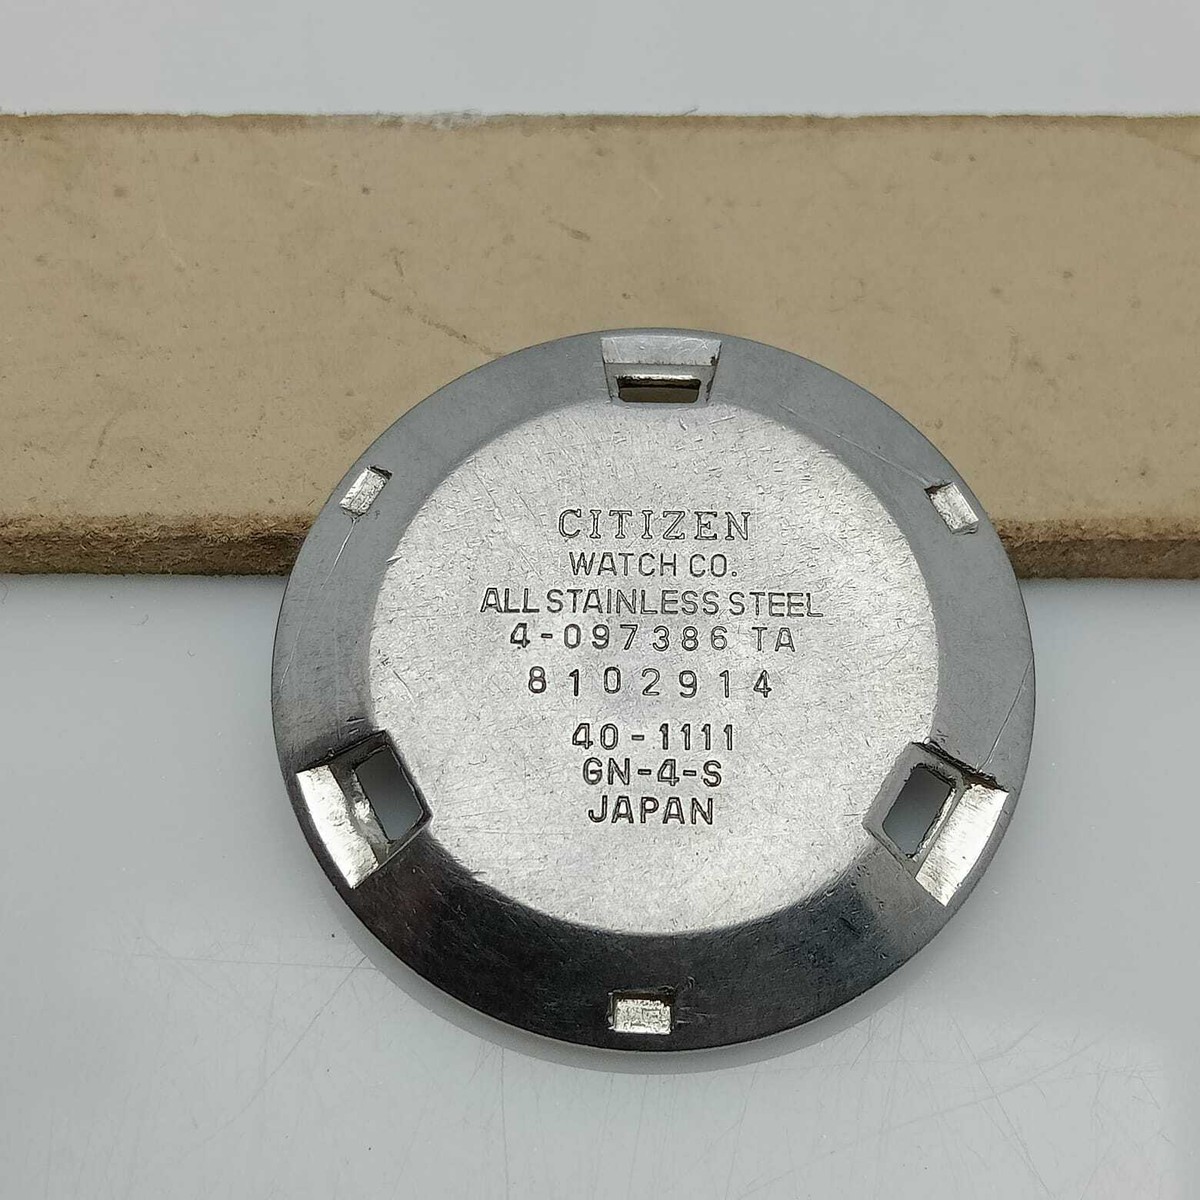 CITIZEN
WATCH CO.
ALL STAINLESS STEEL
4-097386 TA
8102914
40-1111
GN-4-S
JAPAN